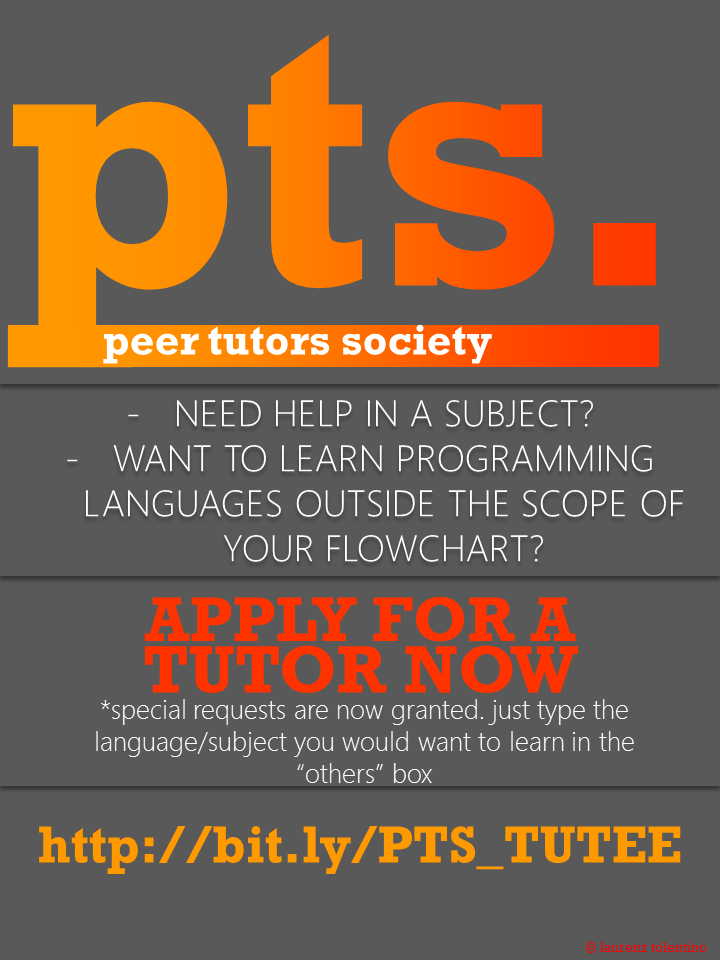 pts.
peer tutors society
- NEED HELP IN A SUBJECT?
- WANT TO LEARN PROGRAMMING
LANGUAGES OUTSIDE THE SCOPE OF
YOUR FLOWCHART?
APPLY FOR A
TUTOR NOW
*special requests are now granted. just type the
language/subject you would want to learn in the
“others” box
http://bit.ly/PTS_TUTEE
© laurenz tolentino